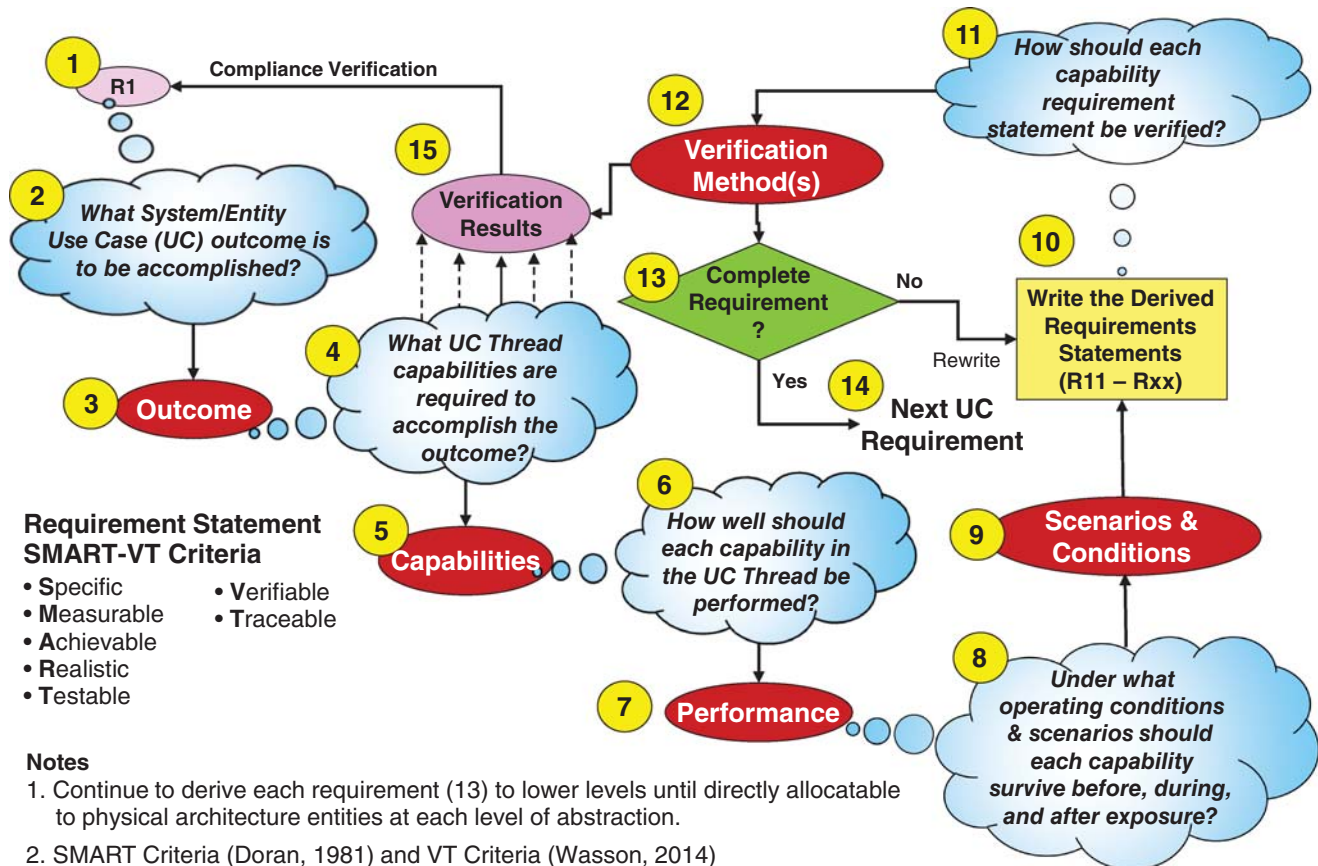 1
R1
Compliance Verification
2
What System/Entity
Use Case (UC) outcome is
to be accomplished?
3
Outcome
4
What UC Thread
capabilities are
required to
accomplish the
outcome?
5
Capabilities
6
How well should
each capability in
the UC Thread be
performed?
7
Performance
8
Under what
operating conditions
& scenarios should
each capability
survive before, during,
and after exposure?
9
Scenarios &
Conditions
10
Write the Derived
Requirements
Statements
(R11 – Rxx)
11
How should each
capability
requirement
statement be verified?
12
Verification
Method(s)
13
Complete
Requirement
?
No
Rewrite
Yes
14
Next UC
Requirement
15
Verification
Results
Requirement Statement
SMART-VT Criteria
• Specific
• Measurable
• Achievable
• Realistic
• Testable
• Verifiable
• Traceable
Notes
1. Continue to derive each requirement (13) to lower levels until directly allocatable
to physical architecture entities at each level of abstraction.
2. SMART Criteria (Doran, 1981) and VT Criteria (Wasson, 2014)